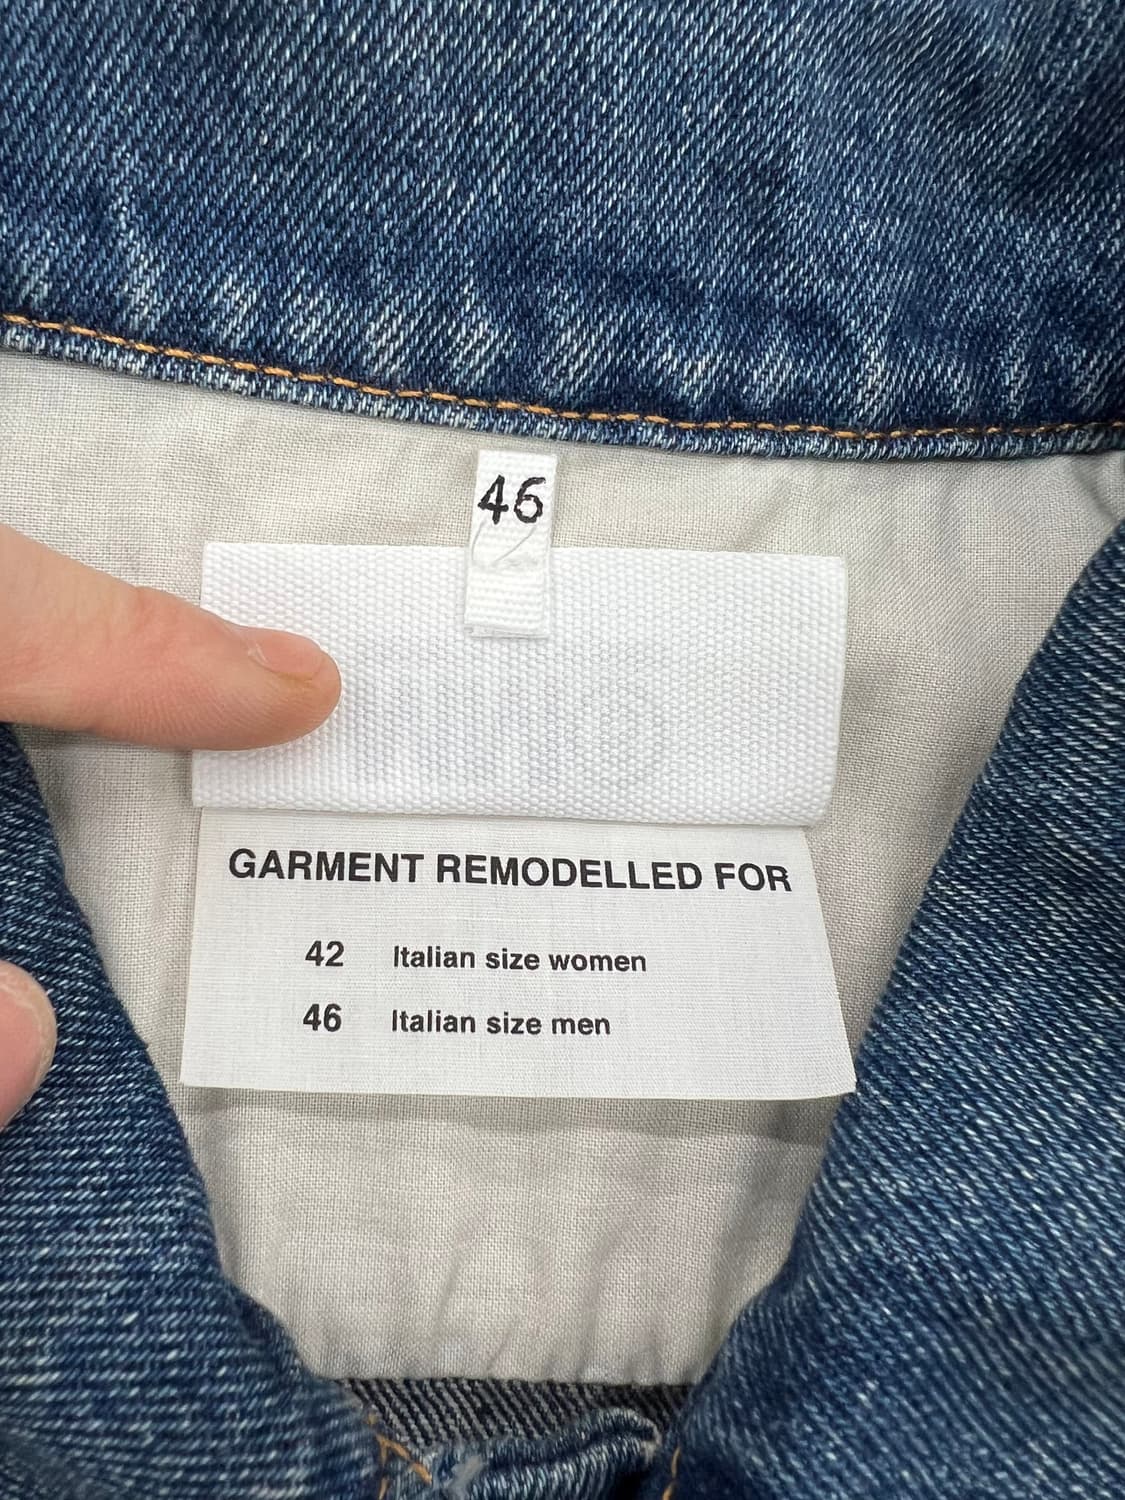 46
GARMENT REMODELLED FOR
42 Italian size women
46 Italian size men